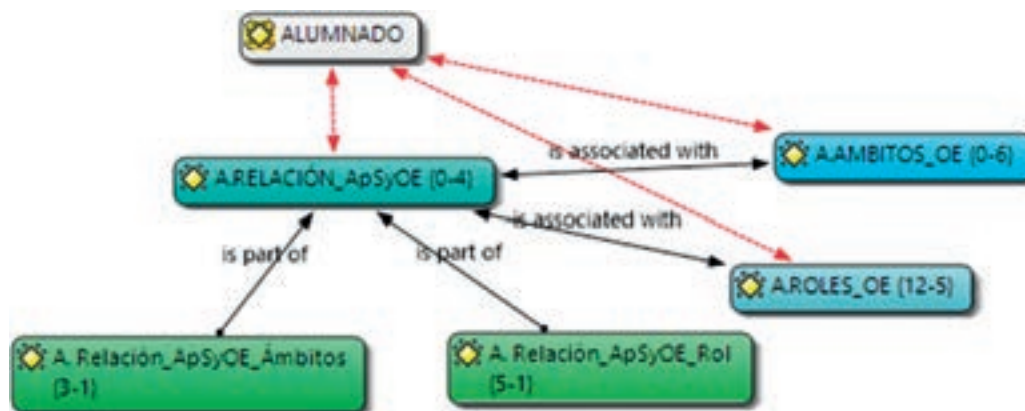 ALUMNADO
is associated with
A.AMBITOS_OE {0-6}
A.RELACIÓN_ApSyOE {0-4}
is associated with
is part of
is part of
A.ROLES_OE {12-5}
A. Relación_ApSyOE_Ámbitos
{3-1}
A. Relación_ApSyOE_Rol
{5-1}